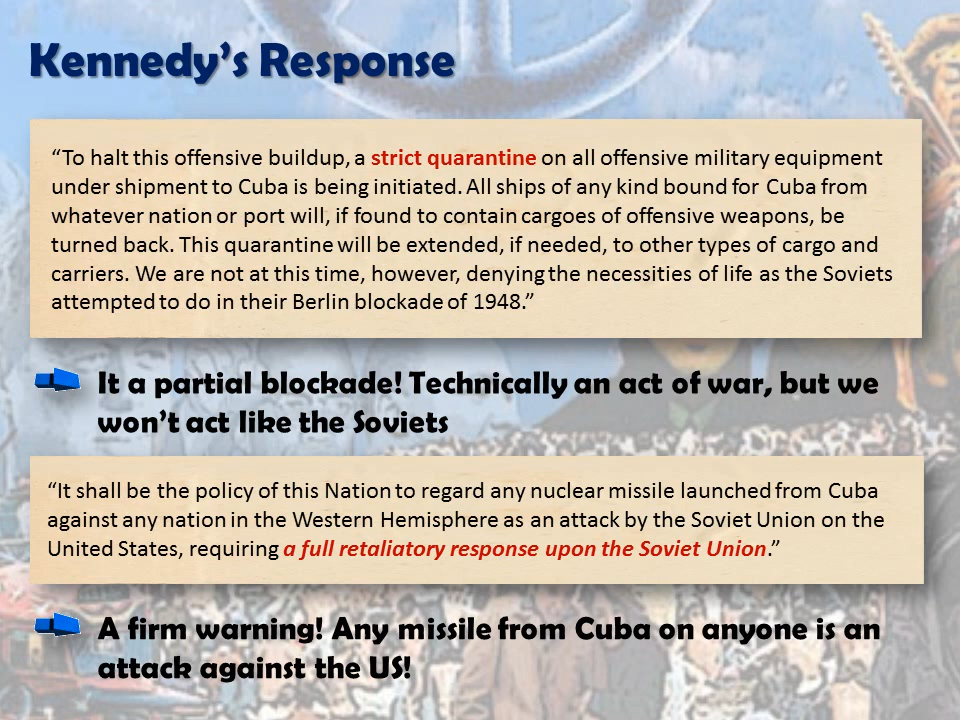 Kennedy’s Response
“To halt this offensive buildup, a strict quarantine on all offensive military equipment
under shipment to Cuba is being initiated. All ships of any kind bound for Cuba from
whatever nation or port will, if found to contain cargoes of offensive weapons, be
turned back. This quarantine will be extended, if needed, to other types of cargo and
carriers. We are not at this time, however, denying the necessities of life as the Soviets
attempted to do in their Berlin blockade of 1948.”
It a partial blockade! Technically an act of war, but we
won’t act like the Soviets
“It shall be the policy of this Nation to regard any nuclear missile launched from Cuba
against any nation in the Western Hemisphere as an attack by the Soviet Union on the
United States, requiring a full retaliatory response upon the Soviet Union.”
A firm warning! Any missile from Cuba on anyone is an
attack against the US!